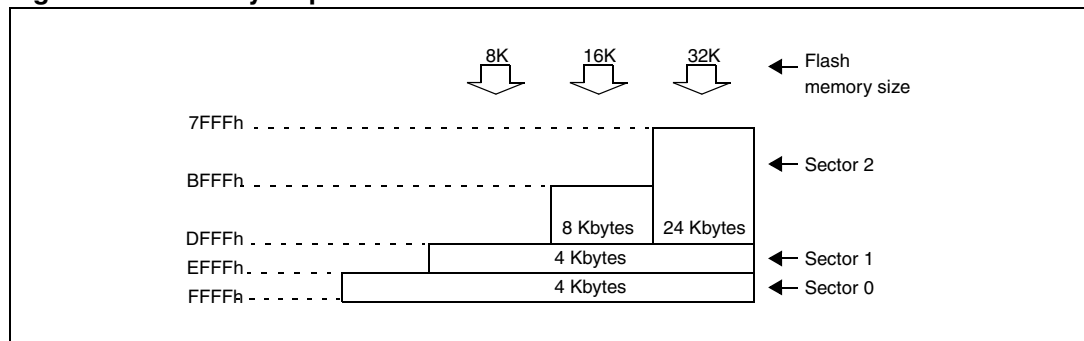 8K 16K 32K
Flash
memory size
7FFFh
Sector 2
BFFFh
8 Kbytes 24 Kbytes
DFFFh
4 Kbytes
Sector 1
EFFFh
4 Kbytes
Sector 0
FFFFh